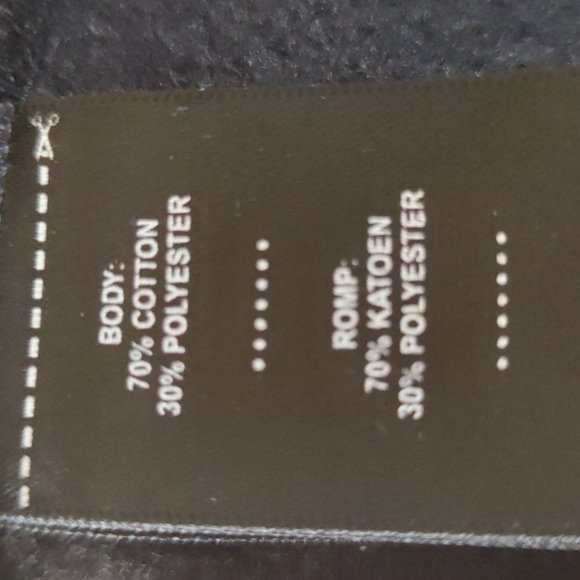 BODY:
70% COTTON
30% POLYESTER
.......
ROMP:
70% KATOEN
30% POLYESTER
.......